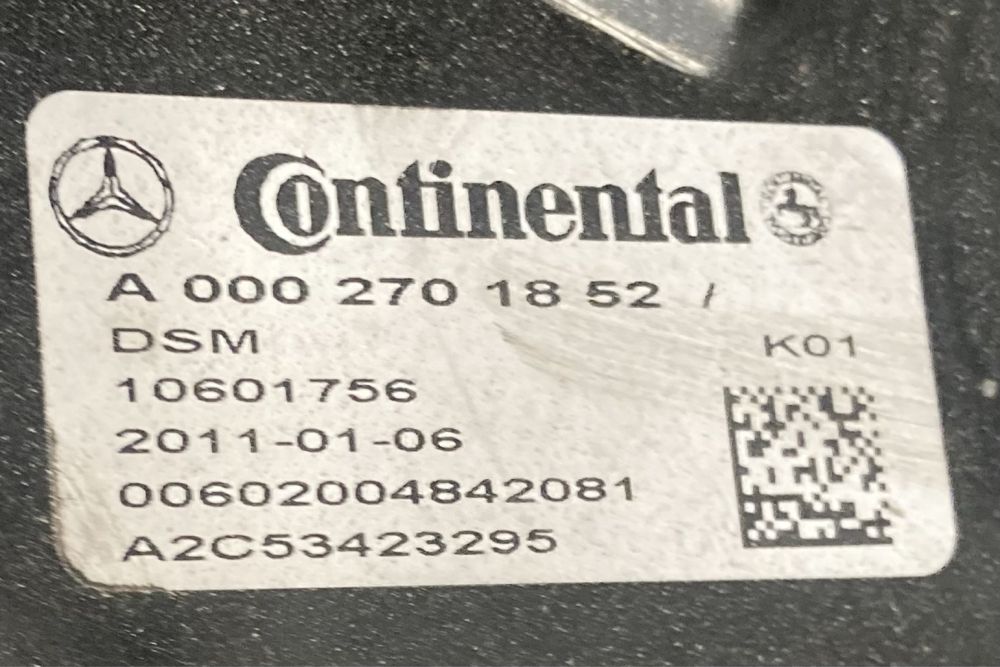 Continental
A 000 270 18 52 /
DSM
K01
10601756
2011-01-06
00602004842081
A2C53423295